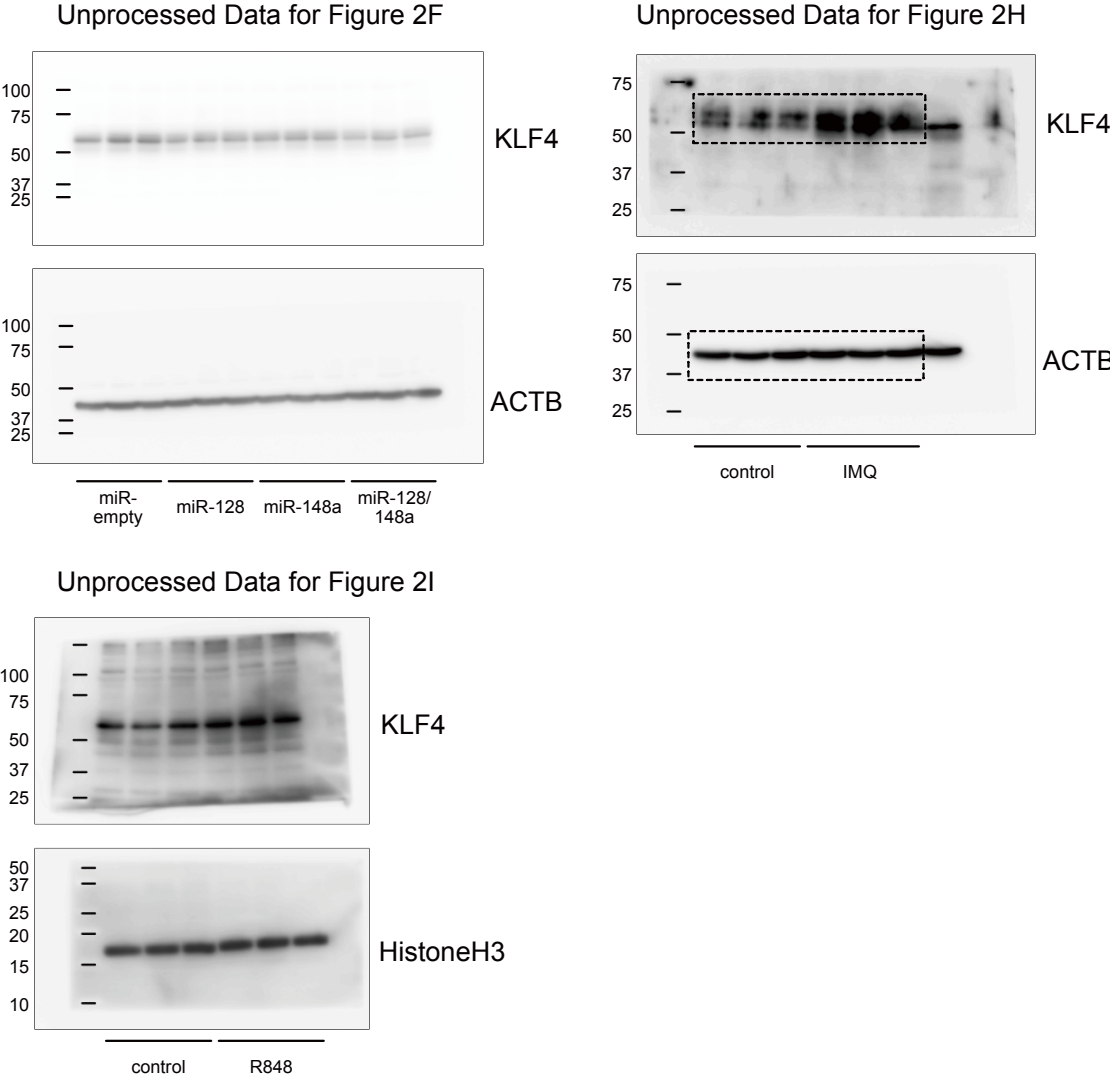 Unprocessed Data for Figure 2F
100
75
50
37
25
KLF4
100
75
50
37
25
ACTB
miR-
empty
miR-128
miR-148a
miR-128/
148a
Unprocessed Data for Figure 2H
75
50
37
25
KLF4
75
50
37
25
ACTB
control
IMQ
Unprocessed Data for Figure 2I
100
75
50
37
25
KLF4
50
37
25
20
15
10
HistoneH3
control
R848